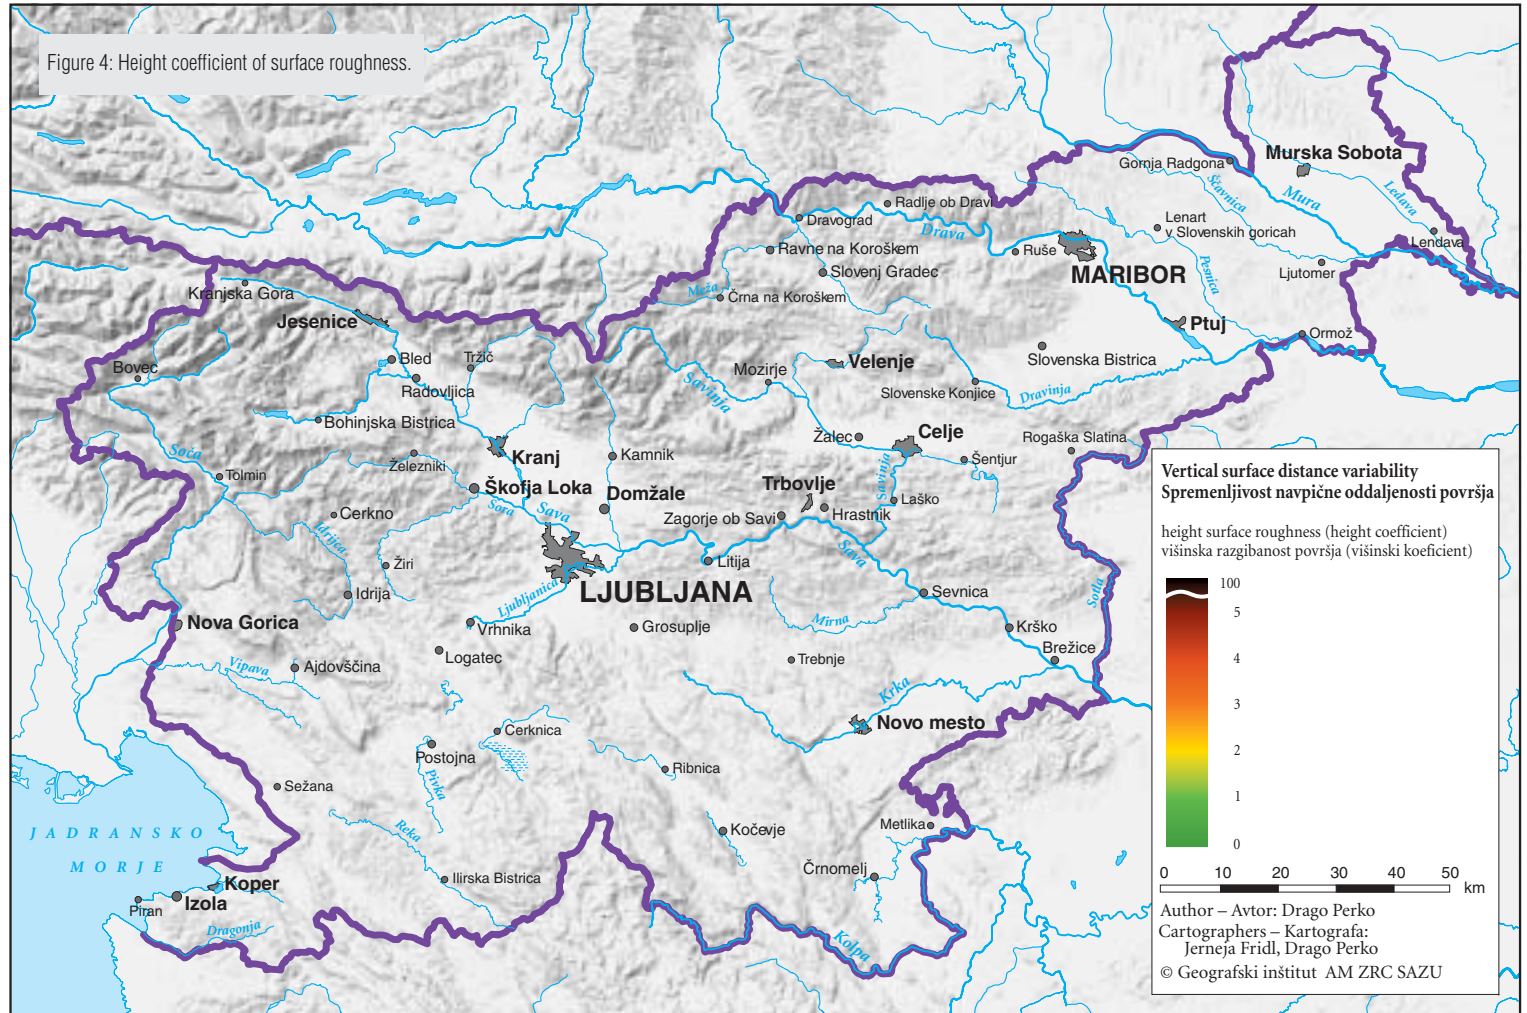 Figure 4: Height coefficient of surface roughness.
Murska Sobota
Gornja Radgona
Ščavnica
Mura
Ledava
Radlje ob Dravi
Dravograd
Drava
Lenart
v Slovenskih goricah
Lendava
Ravne na Koroškem
Ruše
MARIBOR
Pesnica
Ljutomer
Slovenj Gradec
Kranjska Gora
Meža
Črna na Koroškem
Jesenice
Ptuj
Ormož
Bled
Tržič
Bovec
Radovljica
Mozirje
Velenje
Slovenska Bistrica
Savinja
Slovenske Konjice
Dravinja
Bohinjska Bistrica
Soča
Železniki
Kranj
Kamnik
Žalec
Celje
Rogaška Slatina
Šentjur
Tolmin
Škofja Loka
Domžale
Trbovlje
Savinja
Laško
Cerkno
Sora
Sava
Zagorje ob Savi
Hrastnik
Idrijca
Žiri
Litija
Sava
Idrija
Ljubljanica
LJUBLJANA
Sevnica
Sotla
Nova Gorica
Vrhnika
Grosuplje
Mirna
Krško
Brežice
Vipava
Ajdovščina
Logatec
Trebnje
Krka
Novo mesto
Cerknica
Postojna
Pivka
Ribnica
Sežana
Reka
Kočevje
Metlika
JADRANSKO
MORJE
Črnomelj
Ilirska Bistrica
Koper
Izola
Piran
Dragonja
Kolpa
Vertical surface distance variability
Spremenljivost navpične oddaljenosti površja
height surface roughness (height coefficient)
višinska razgibanost površja (višinski koeficient)
100
5
4
3
2
1
0
0 10 20 30 40 50 km
Author – Avtor: Drago Perko
Cartographers – Kartografa:
Jerneja Fridl, Drago Perko
© Geografski inštitut AM ZRC SAZU